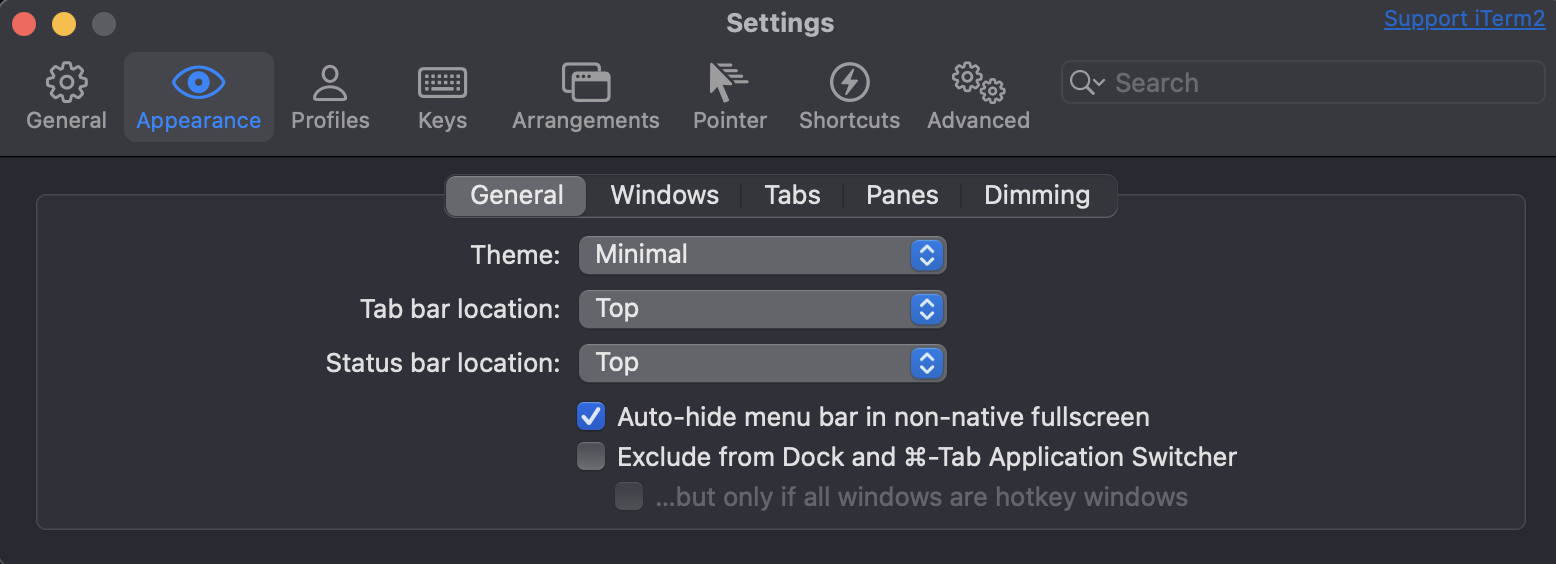 Settings
Support iTerm2
General Appearance Profiles Keys Arrangements Pointer Shortcuts Advanced
Search
General Windows Tabs Panes Dimming
Theme: Minimal
Tab bar location: Top
Status bar location: Top
Auto-hide menu bar in non-native fullscreen
Exclude from Dock and ⌘-Tab Application Switcher
...but only if all windows are hotkey windows